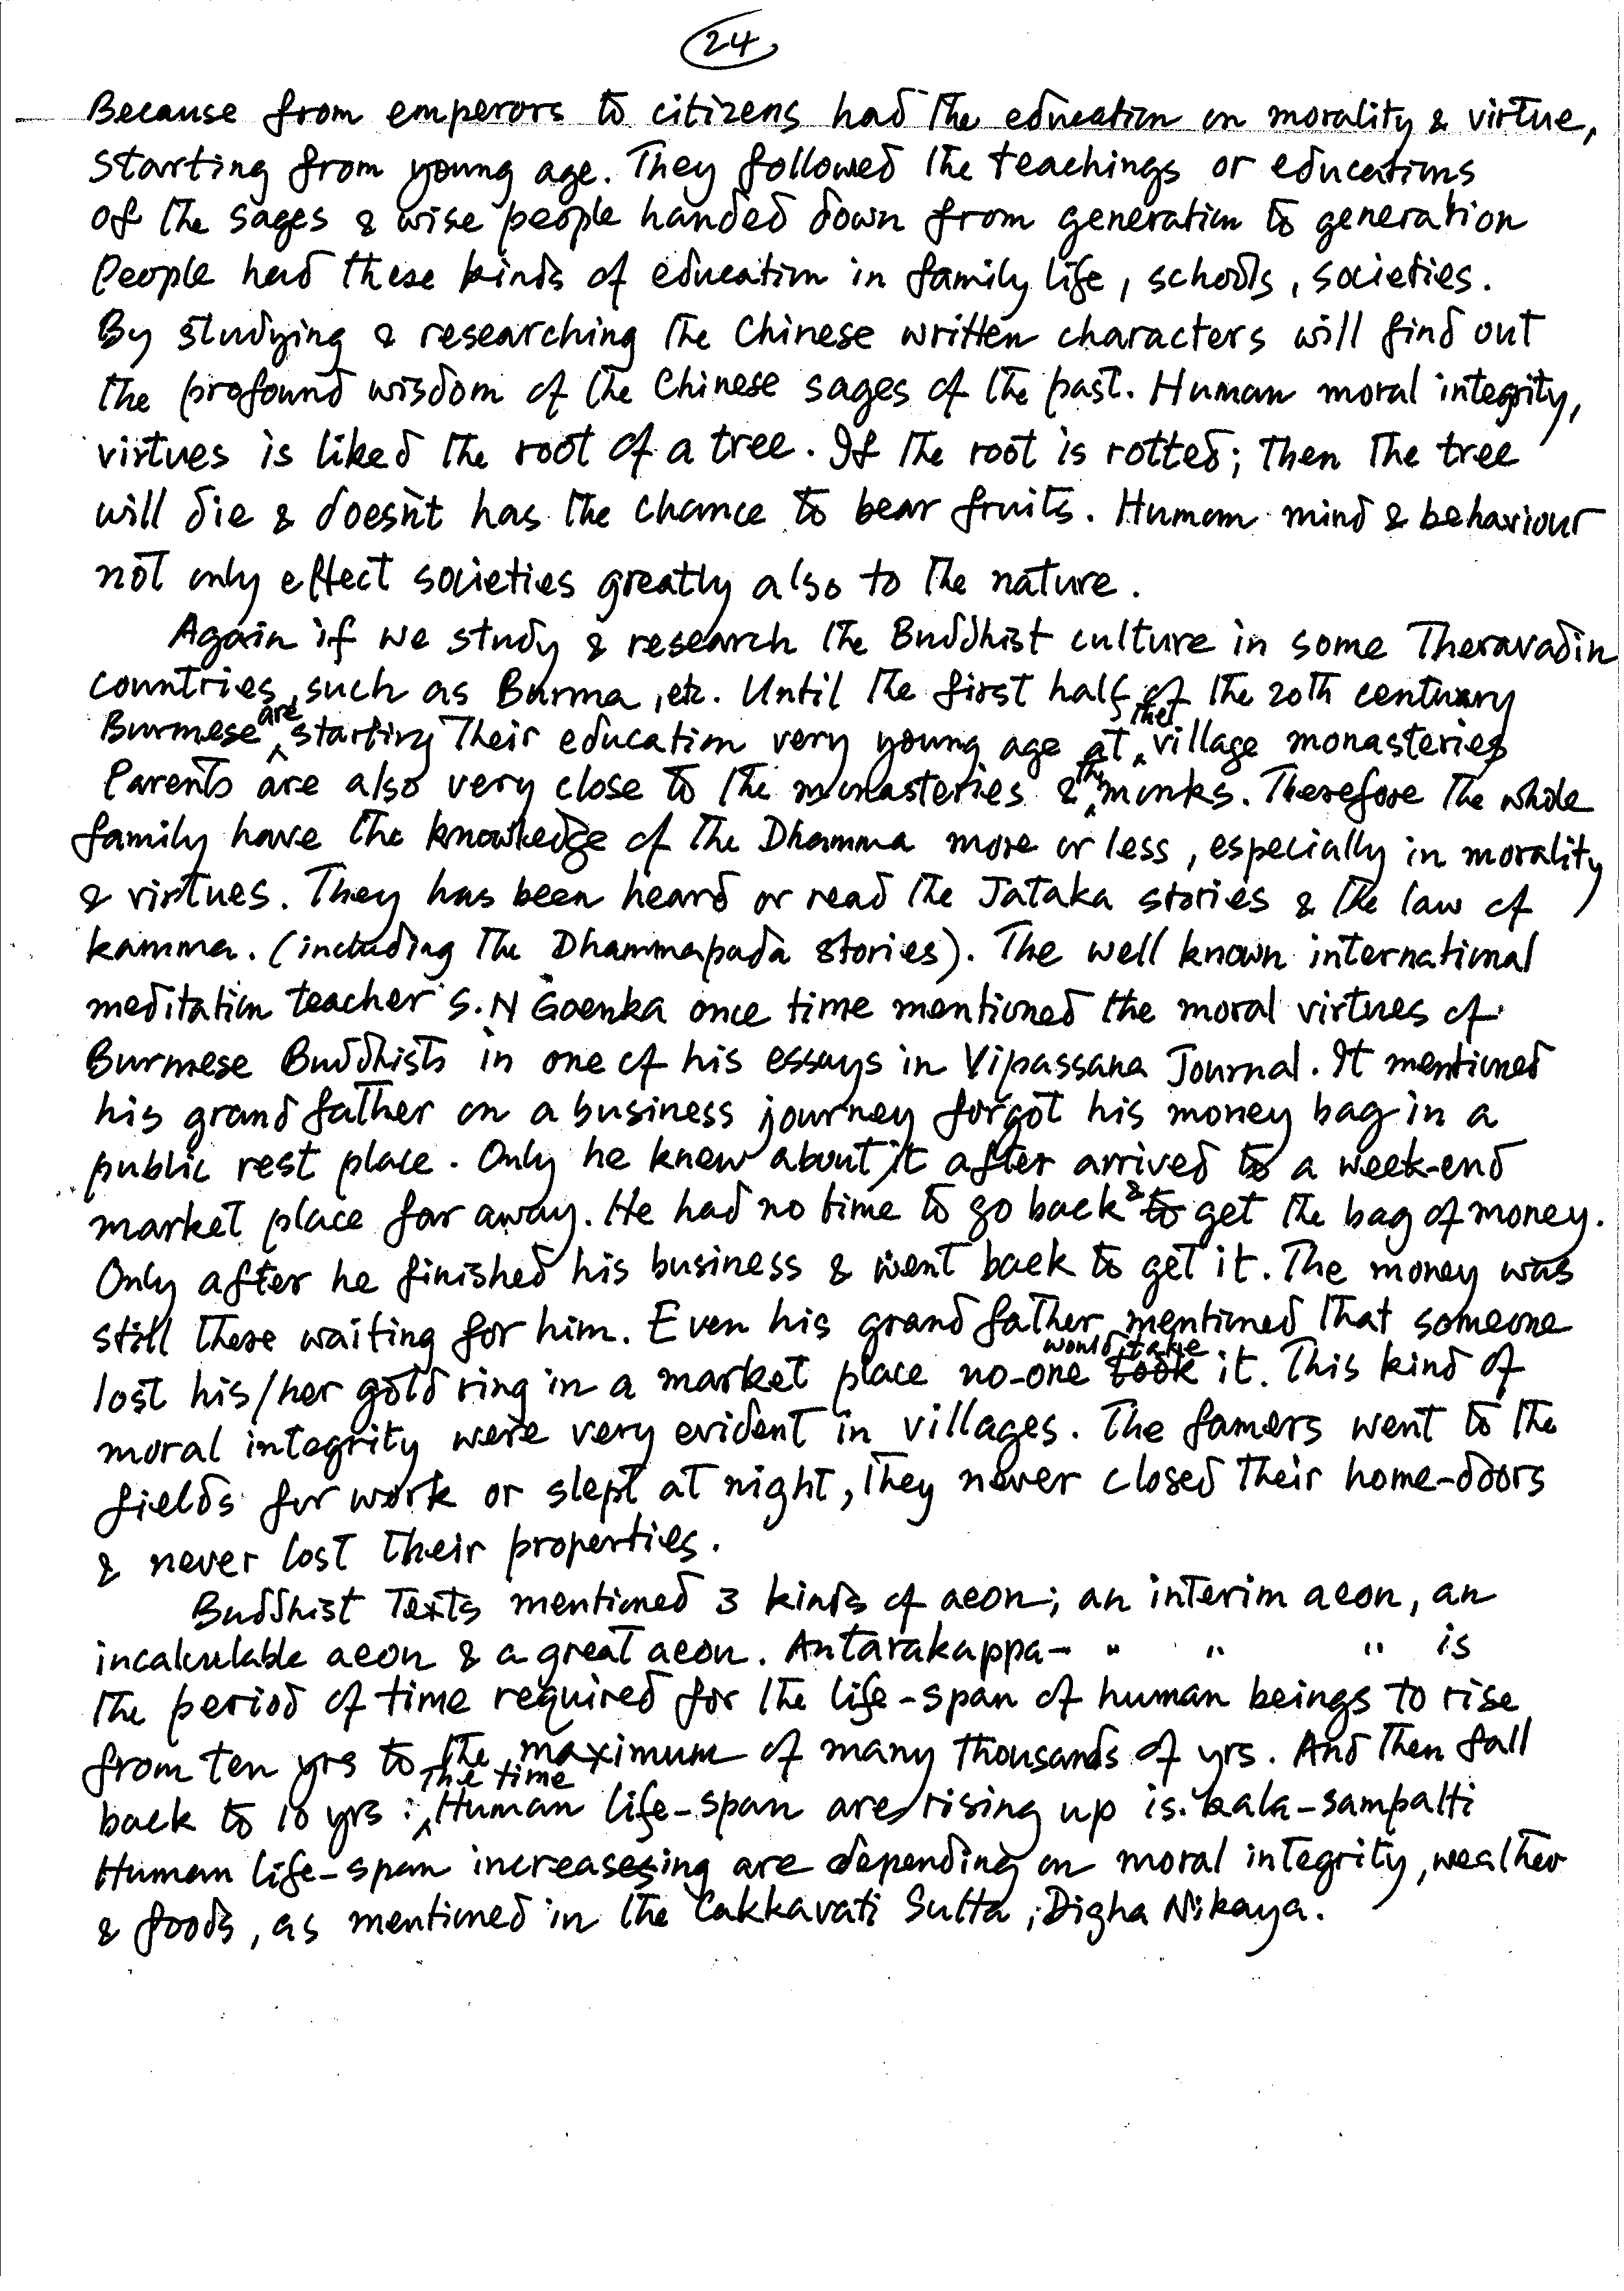 24
Because from emperors to citizens had the education on morality & virtue,
starting from young age. They followed the teachings or educations
of the sages & wise people handed down from generation to generation
People had these kinds of education in family life, schools, societies.
By studying & researching the Chinese written characters will find out
the profound wisdom of the Chinese sages of the past. Human moral integrity,
virtues is liked the root of a tree. If the root is rotted; then the tree
will die & doesn't has the chance to bear fruits. Human mind & behaviour
not only effect societies greatly also to the nature.
Again if we study & research the Buddhist culture in some Theravadin
countries, such as Burma, etc. Until the first half of the 20th century
Burmese are starting their education very young age at the village monasteries
Parents are also very close to the monasteries & the monks. Therefore the whole
family have the knowledge of the Dhamma more or less, especially in morality
& virtues. They has been heard or read the Jataka stories & the law of
kamma. (including the Dhammapada stories). The well known international
meditation teacher S.N Goenka once time mentioned the moral virtues of
Burmese Buddhists in one of his essays in Vipassana Journal. It mentioned
his grand father on a business journey forgot his money bag in a
public rest place. Only he knew about it after arrived to a week-end
market place far away. He had no time to go back & to get the bag of money.
Only after he finished his business & went back to get it. The money was
still there waiting for him. Even his grand father mentioned that someone
lost his/her gold ring in a market place no-one would take took it. This kind of
moral integrity were very evident in villages. The famers went to the
fields for work or slept at night, they never closed their home-doors
& never lost their properties.
Buddhist Texts mentioned 3 kinds of aeon; an interim aeon, an
incalculable aeon & a great aeon. Antarakappa- " " " is
the period of time required for the life-span of human beings to rise
from ten yrs to the maximum of many thousands of yrs. And then fall
back to 10 yrs: The time Human life-span are rising up is kala-sampatti
Human life-span increasesing are depending on moral integrity, weather
& foods, as mentioned in the Cakkavati Sutta, Digha Nikaya.